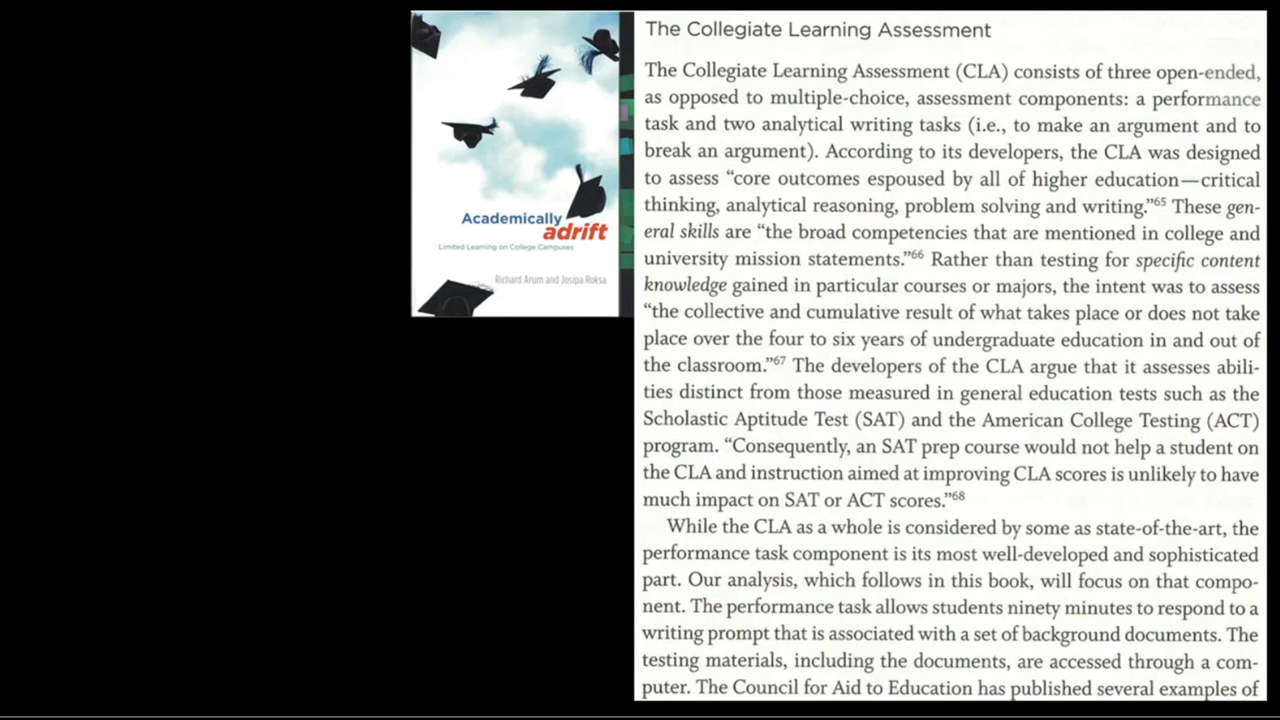 Academically
adrift
Limited Learning on College Campuses
Richard Arum and Josipa Roksa
The Collegiate Learning Assessment
The Collegiate Learning Assessment (CLA) consists of three open-ended,
as opposed to multiple-choice, assessment components: a performance
task and two analytical writing tasks (i.e., to make an argument and to
break an argument). According to its developers, the CLA was designed
to assess “core outcomes espoused by all of higher education—critical
thinking, analytical reasoning, problem solving and writing.”65 These gen-
eral skills are “the broad competencies that are mentioned in college and
university mission statements.”66 Rather than testing for specific content
knowledge gained in particular courses or majors, the intent was to assess
“the collective and cumulative result of what takes place or does not take
place over the four to six years of undergraduate education in and out of
the classroom.”67 The developers of the CLA argue that it assesses abili-
ties distinct from those measured in general education tests such as the
Scholastic Aptitude Test (SAT) and the American College Testing (ACT)
program. “Consequently, an SAT prep course would not help a student on
the CLA and instruction aimed at improving CLA scores is unlikely to have
much impact on SAT or ACT scores.”68
While the CLA as a whole is considered by some as state-of-the-art, the
performance task component is its most well-developed and sophisticated
part. Our analysis, which follows in this book, will focus on that compo-
nent. The performance task allows students ninety minutes to respond to a
writing prompt that is associated with a set of background documents. The
testing materials, including the documents, are accessed through a com-
puter. The Council for Aid to Education has published several examples of